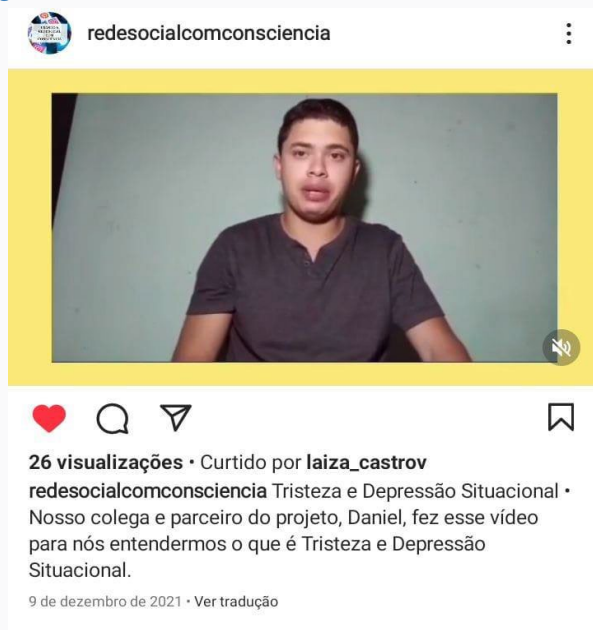 redesocialcomconsciencia
26 visualizações • Curtido por laiza_castrov
redesocialcomconsciencia Tristeza e Depressão Situacional •
Nosso colega e parceiro do projeto, Daniel, fez esse vídeo
para nós entendermos o que é Tristeza e Depressão
Situacional.
9 de dezembro de 2021 • Ver tradução